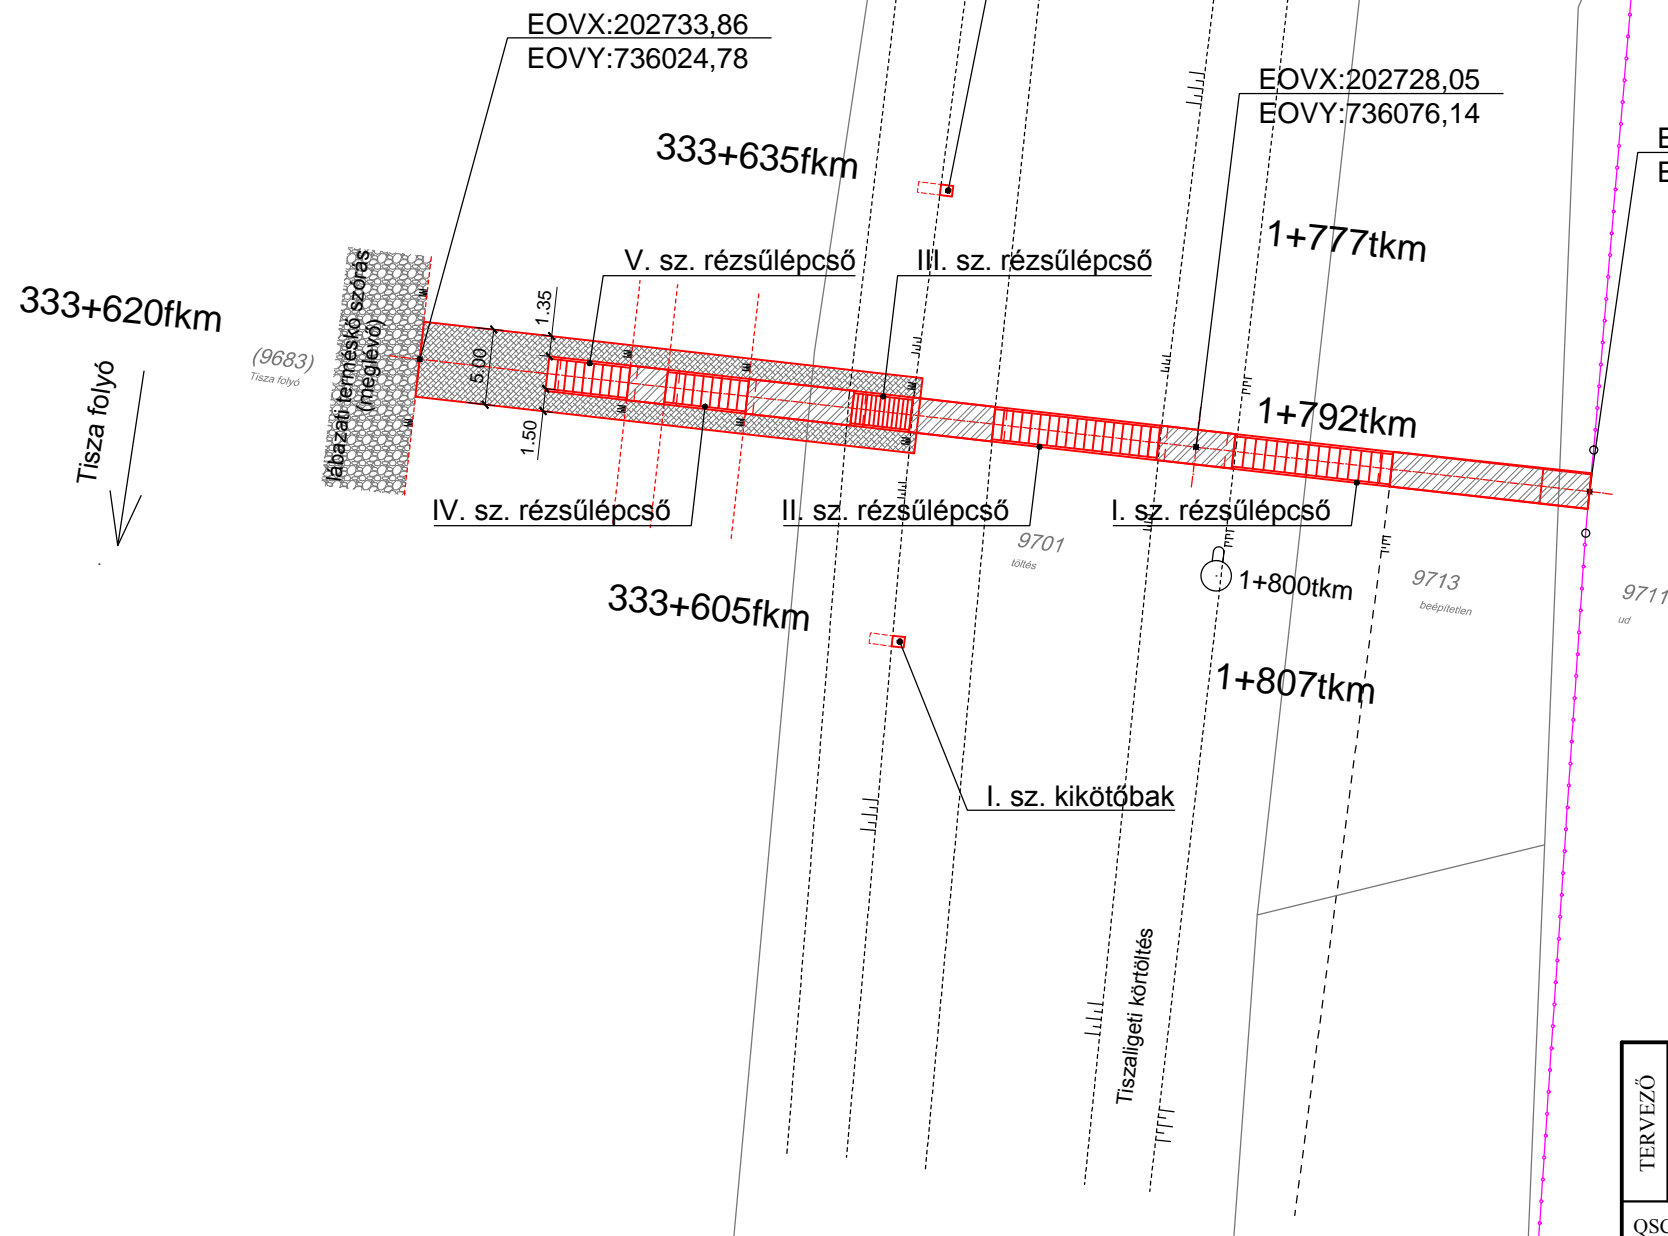 EOVX:202733,86
EOVY:736024,78
EOVX:202728,05
EOVY:736076,14
E
E
333+635fkm
1+777tkm
V. sz. rézsűlépcső
III. sz. rézsűlépcső
333+620fkm
(9683)
Tisza folyó
Tisza folyó
lábazati terméskő szórás
(meglévő)
1.35
5.00
1.50
1+792tkm
IV. sz. rézsűlépcső
II. sz. rézsűlépcső
I. sz. rézsűlépcső
9701
töltés
1+800tkm
9713
beépítetlen
9711
ud
333+605fkm
1+807tkm
I. sz. kikötőbak
Tiszaligeti körtöltés
TERVEZŐ
QSC